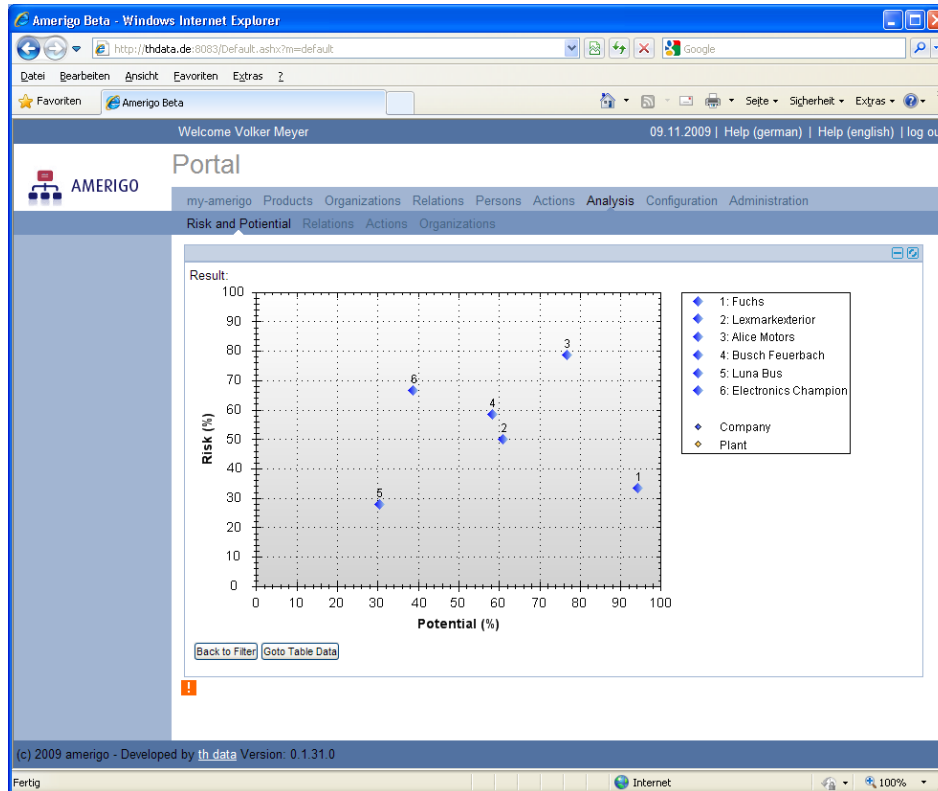 Amerigo Beta - Windows Internet Explorer
http://thdata.de:8083/Default.ashx?m=default
Google
Datei Bearbeiten Ansicht Favoriten Extras ?
Favoriten Amerigo Beta Seite Sicherheit Extras
Welcome Volker Meyer 09.11.2009 | Help (german) | Help (english) | log ou
AMERIGO
Portal
my-amerigo Products Organizations Relations Persons Actions Analysis Configuration Administration
Risk and Potiential Relations Actions Organizations
Result:
100
90
80
70
60
50
40
30
20
10
0
Risk (%)
3
6
4
2
1
5
0 10 20 30 40 50 60 70 80 90 100
Potential (%)
1: Fuchs
2: Lexmarkexterior
3: Alice Motors
4: Busch Feuerbach
5: Luna Bus
6: Electronics Champion
Company
Plant
Back to Filter Goto Table Data
!
(c) 2009 amerigo - Developed by th data Version: 0.1.31.0
Fertig Internet 100%